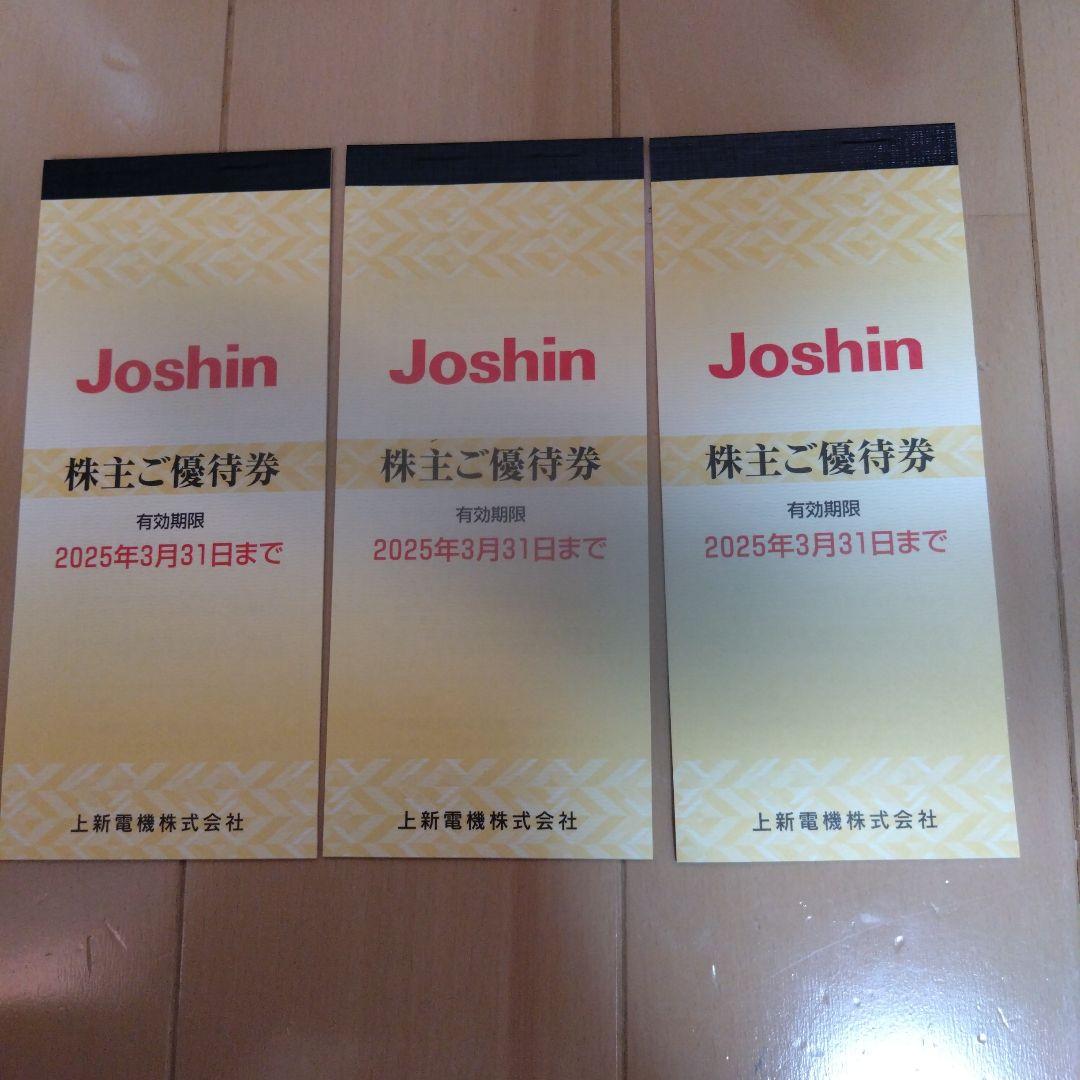 Joshin
株主ご優待券
有効期限
2025年3月31日まで
上新電機株式会社
Joshin
株主ご優待券
有効期限
2025年3月31日まで
上新電機株式会社
Joshin
株主ご優待券
有効期限
2025年3月31日まで
上新電機株式会社